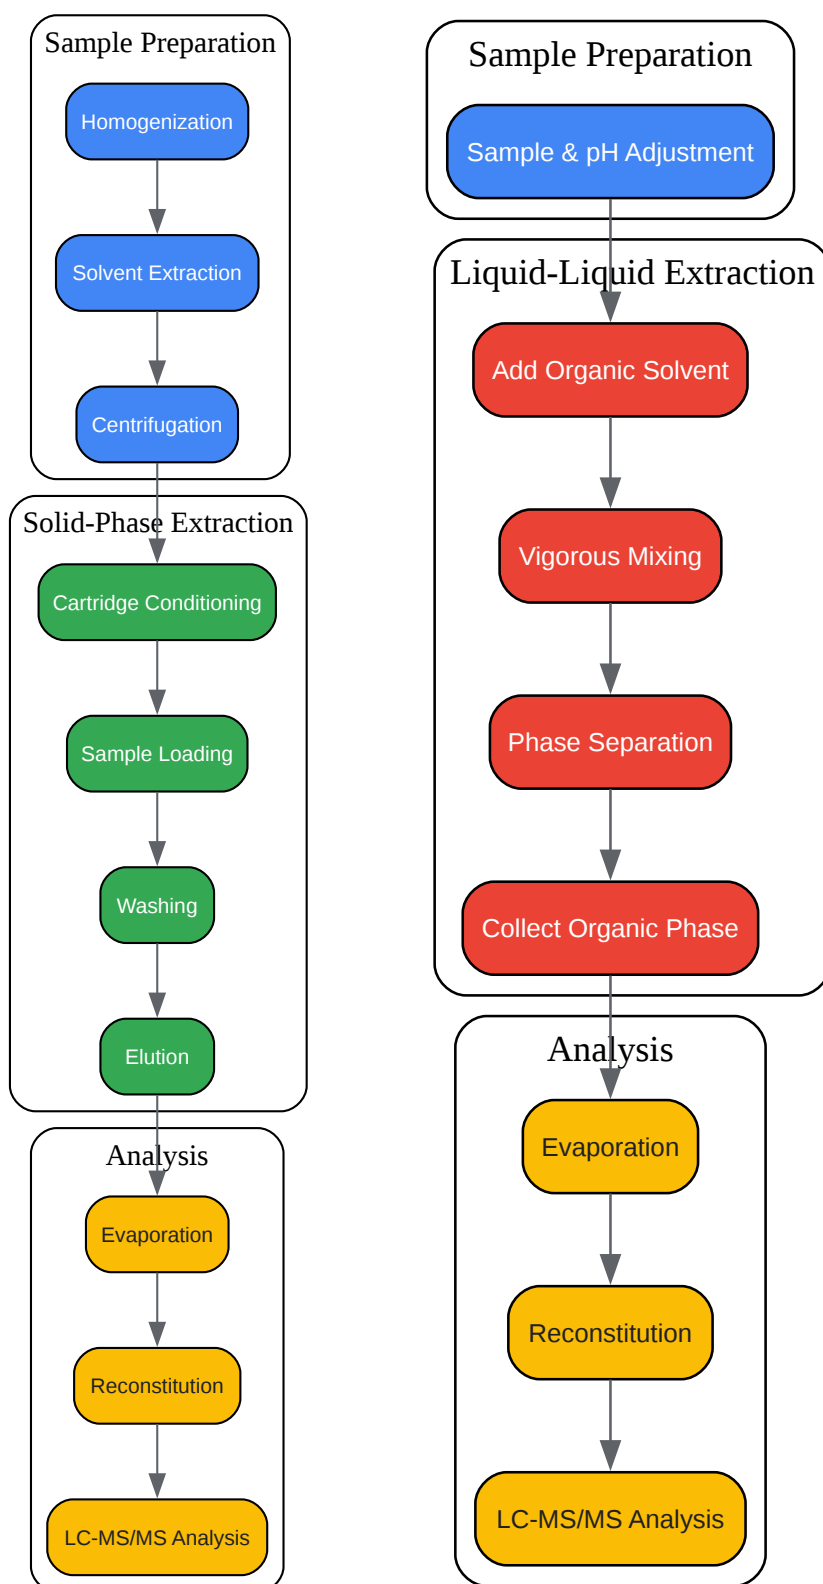 Sample Preparation
Homogenization
Solvent Extraction
Centrifugation
Solid-Phase Extraction
Cartridge Conditioning
Sample Loading
Washing
Elution
Analysis
Evaporation
Reconstitution
LC-MS/MS Analysis
Sample Preparation
Sample & pH Adjustment
Liquid-Liquid Extraction
Add Organic Solvent
Vigorous Mixing
Phase Separation
Collect Organic Phase
Analysis
Evaporation
Reconstitution
LC-MS/MS Analysis